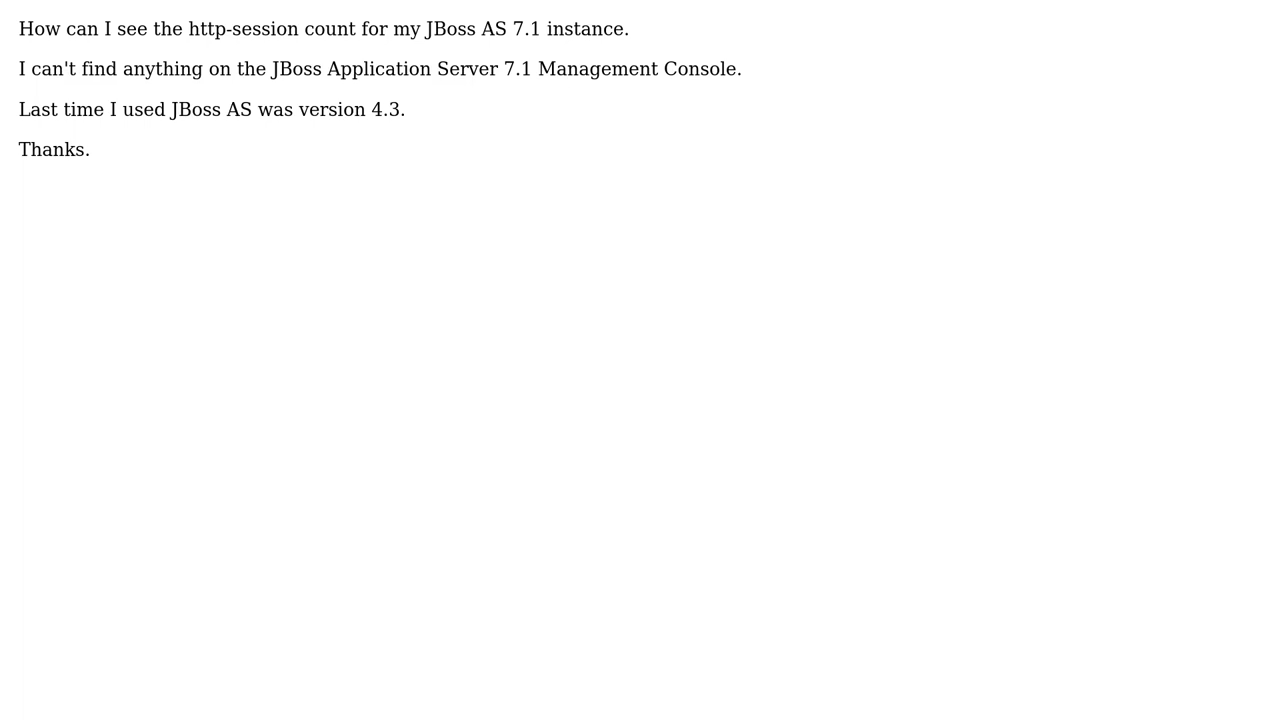 How can I see the http-session count for my JBoss AS 7.1 instance.
I can't find anything on the JBoss Application Server 7.1 Management Console.
Last time I used JBoss AS was version 4.3.
Thanks.